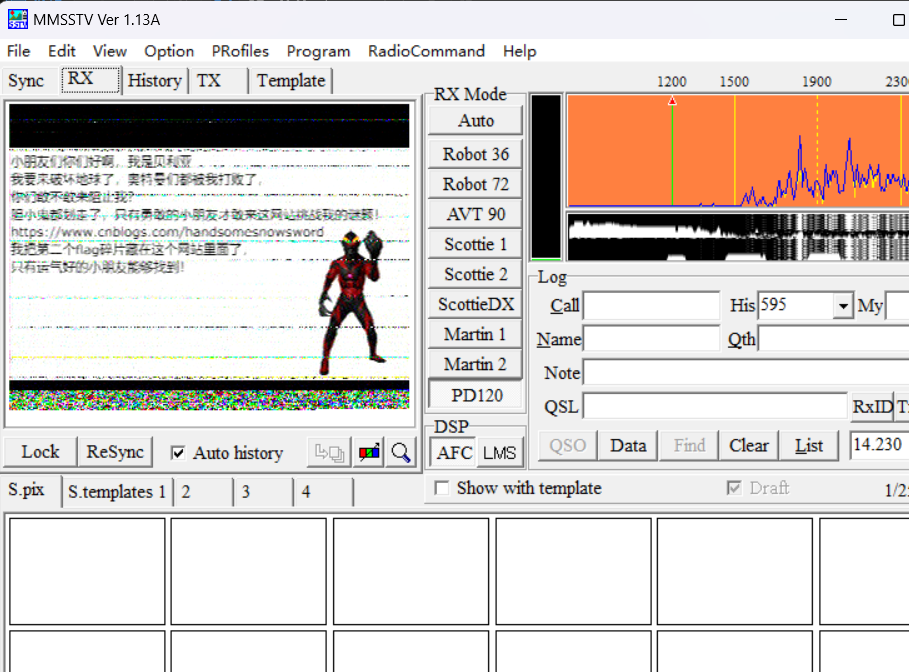 MMSSTV Ver 1.13A
File Edit View Option PRofiles Program RadioCommand Help
Sync RX History TX Template
1200 1500 1900 2300
RX Mode
Auto
Robot 36
Robot 72
AVT 90
Scottie 1
Scottie 2
ScottieDX
Martin 1
Martin 2
PD120
小朋友们你们好啊，我是贝利亚
我要来破坏地球了，奥特曼们都被我打败了，
你们敢不敢来阻止我？
胆小鬼都划走了，只有勇敢的小朋友才敢来这网站挑战我的谜题！
https://www.cnblogs.com/handsomesnowsword
我把第二个flag碎片藏在这个网站里面了，
只有运气好的小朋友能够找到！
Log
Call His 595 My
Name Qth
Note
QSL RxID
DSP
AFC LMS
QSO Data Find Clear List 14.230
Lock ReSync Auto history
Show with template Draft 1/2
S.pix S.templates 1 2 3 4